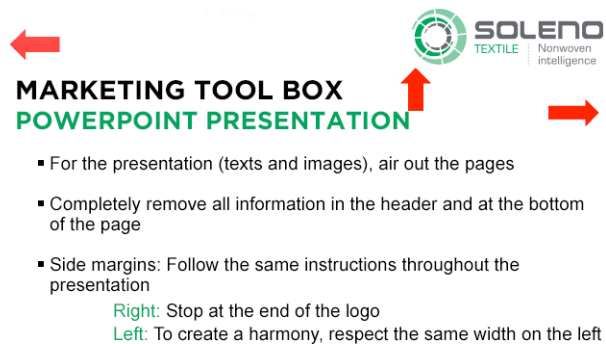 SOLENO
TEXTILE
Nonwoven
intelligence
MARKETING TOOL BOX
POWERPOINT PRESENTATION
▪ For the presentation (texts and images), air out the pages
▪ Completely remove all information in the header and at the bottom
of the page
▪ Side margins: Follow the same instructions throughout the
presentation
Right: Stop at the end of the logo
Left: To create a harmony, respect the same width on the left